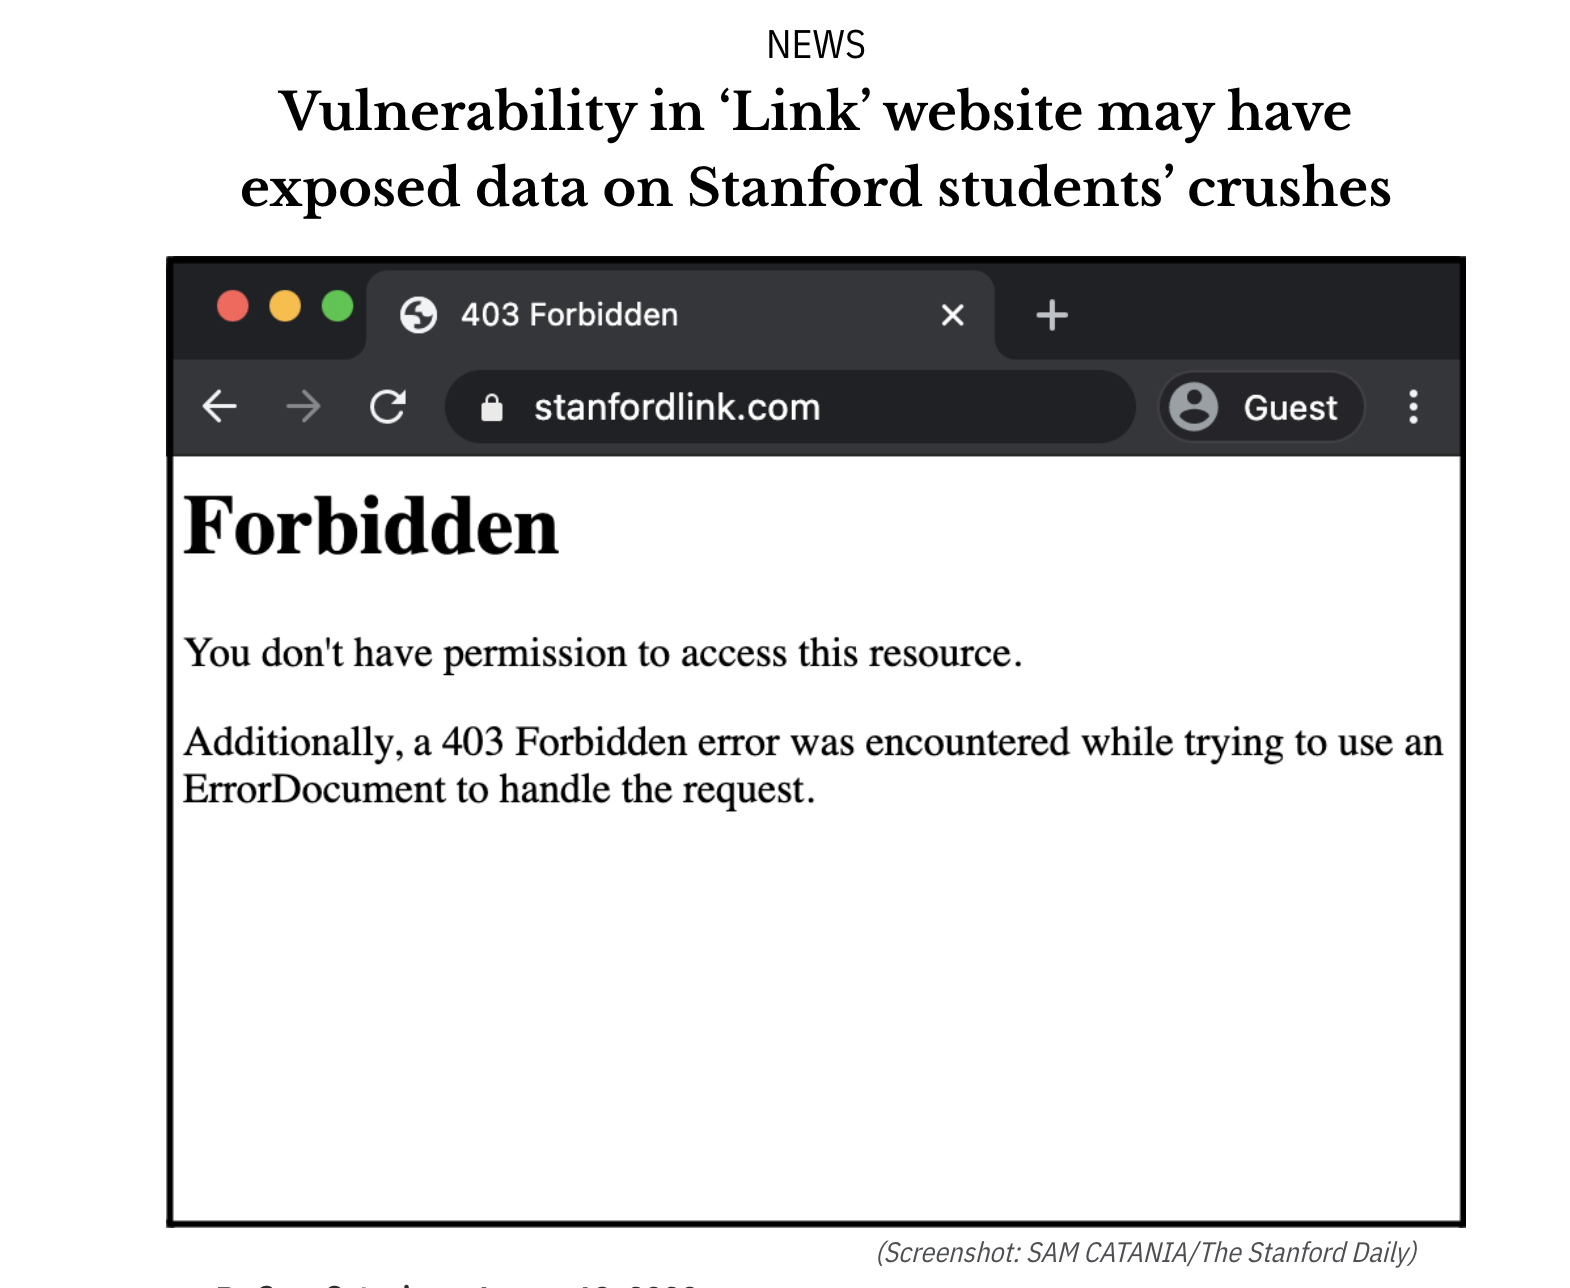 NEWS
Vulnerability in ‘Link’ website may have
exposed data on Stanford students’ crushes
403 Forbidden
stanfordlink.com
Guest
Forbidden
You don't have permission to access this resource.
Additionally, a 403 Forbidden error was encountered while trying to use an
ErrorDocument to handle the request.
(Screenshot: SAM CATANIA/The Stanford Daily)